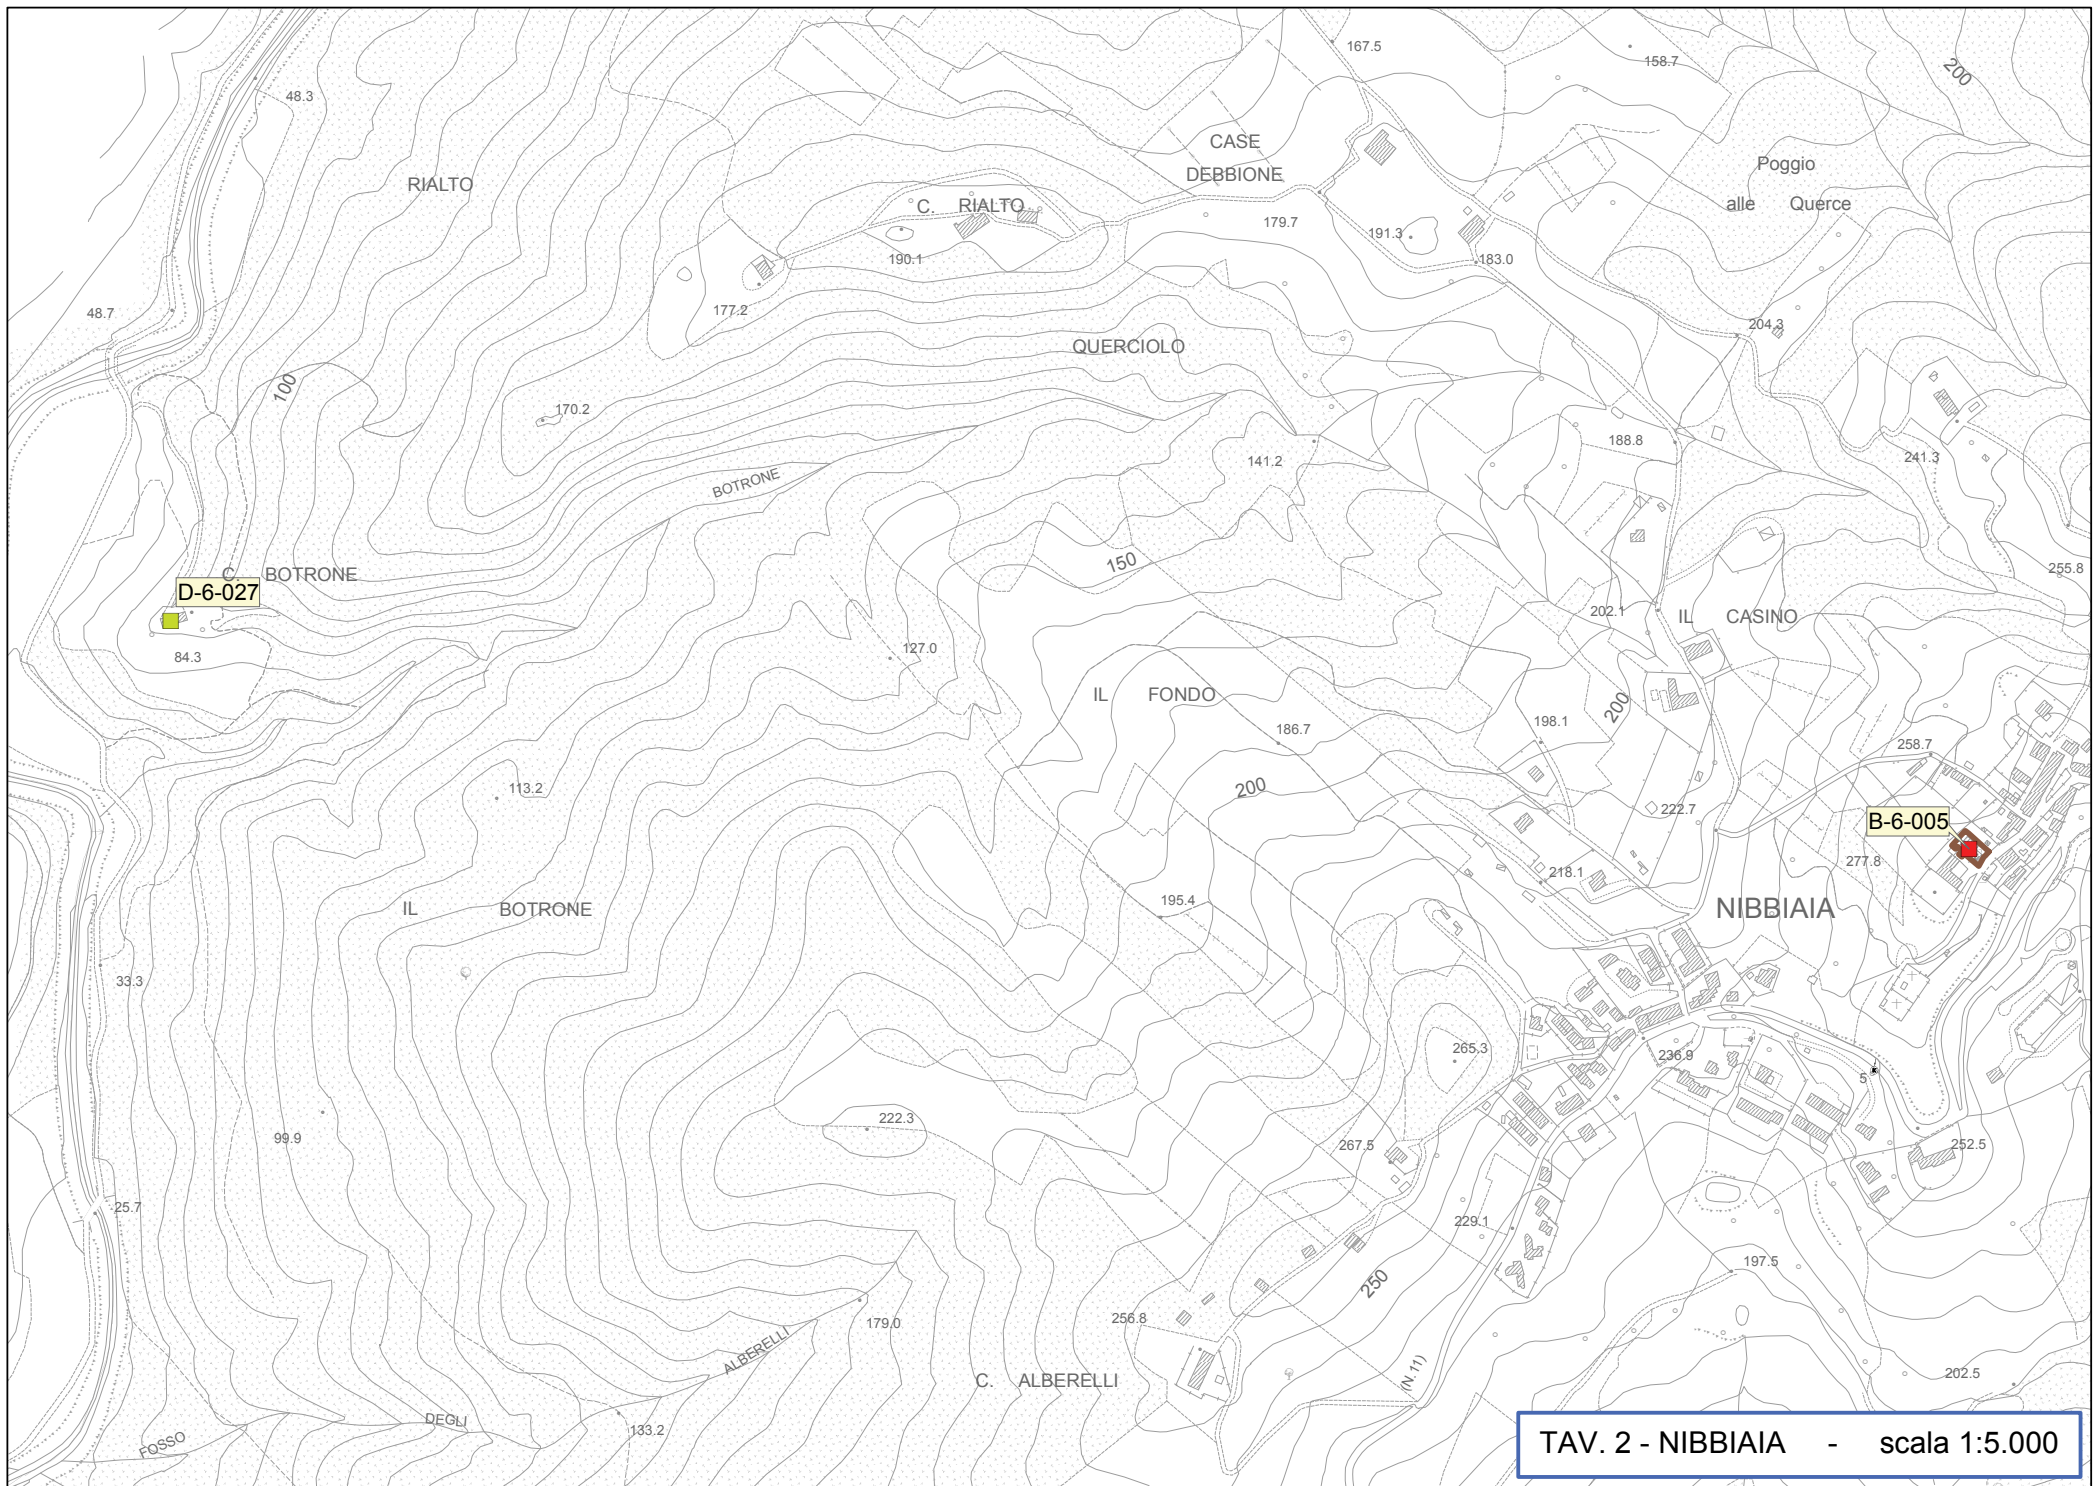 167.5
158.7
200
48.3
CASE
DEBBIONE
Poggio
alle Querce
RIALTO
C. RIALTO
179.7
191.3
183.0
190.1
177.2
48.7
204.3
QUERCIOLO
100
170.2
188.8
241.3
141.2
BOTRONE
150
255.8
C. BOTRONE
D-6-027
202.1
IL CASINO
84.3
127.0
IL FONDO
198.1
200
186.7
258.7
113.2
200
222.7
B-6-005
277.8
218.1
195.4
NIBBIAIA
IL BOTRONE
33.3
265.3
236.9
5
222.3
99.9
267.5
252.5
25.7
229.1
197.5
250
256.8
179.0
ALBERELLI
C. ALBERELLI
(N.11)
202.5
DEGLI
133.2
FOSSO
TAV. 2 - NIBBIAIA - scala 1:5.000